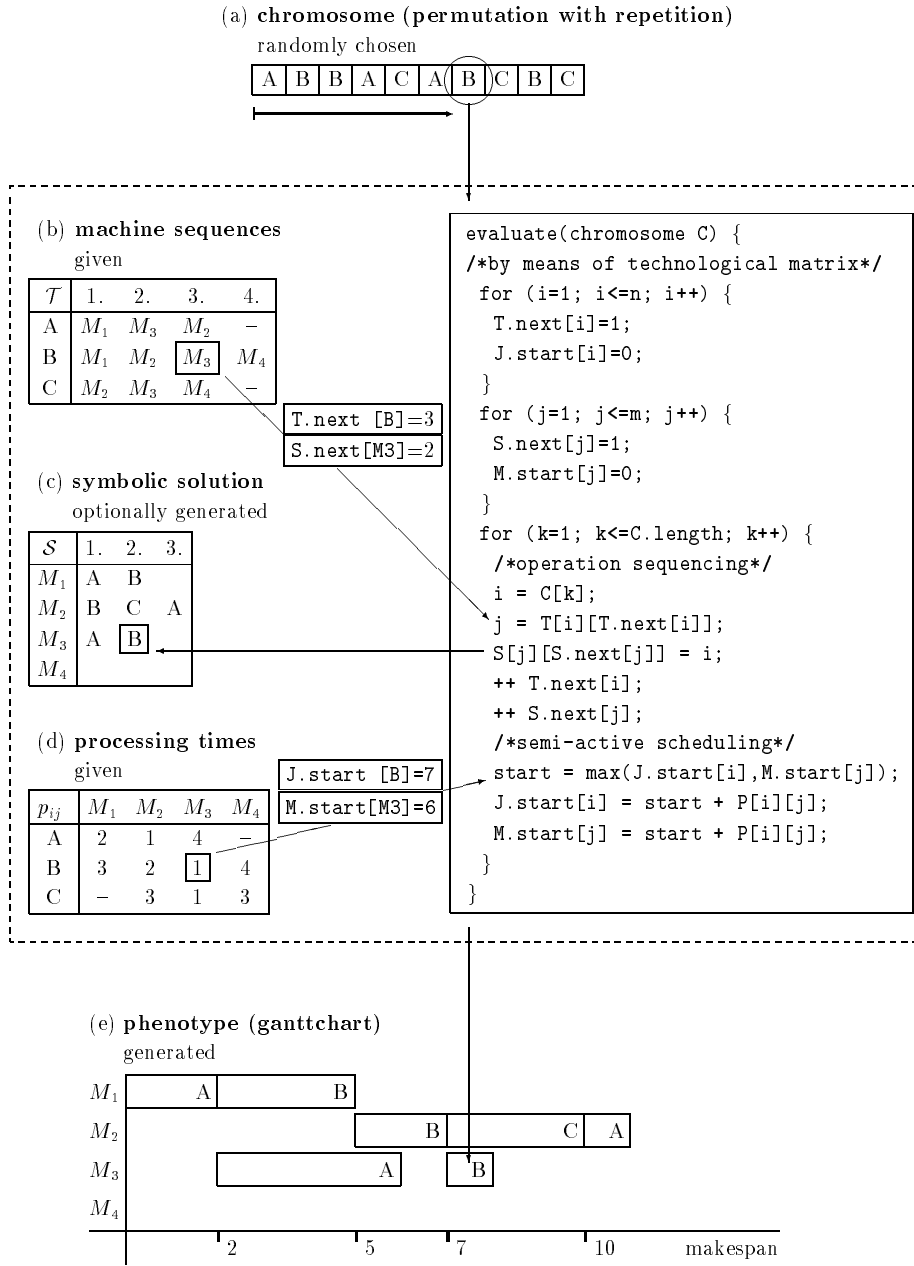 (a) chromosome (permutation with repetition)
randomly chosen
A B B A C A B C B C
(b) machine sequences
given
T 1. 2. 3. 4.
A M1 M3 M2 –
B M1 M2 M3 M4
C M2 M3 M4 –
T.next [B]=3
S.next[M3]=2
(c) symbolic solution
optionally generated
S 1. 2. 3.
M1 A B
M2 B C A
M3 A B
M4
(d) processing times
given
pij M1 M2 M3 M4
A 2 1 4 –
B 3 2 1 4
C – 3 1 3
J.start [B]=7
M.start[M3]=6
evaluate(chromosome C) {
/*by means of technological matrix*/
for (i=1; i<=n; i++) {
T.next[i]=1;
J.start[i]=0;
}
for (j=1; j<=m; j++) {
S.next[j]=1;
M.start[j]=0;
}
for (k=1; k<=C.length; k++) {
/*operation sequencing*/
i = C[k];
j = T[i][T.next[i]];
S[j][S.next[j]] = i;
++ T.next[i];
++ S.next[j];
/*semi-active scheduling*/
start = max(J.start[i],M.start[j]);
J.start[i] = start + P[i][j];
M.start[j] = start + P[i][j];
}
}
(e) phenotype (ganttchart)
generated
M1 A B
M2 B C A
M3 A B
M4
2 5 7 10 makespan